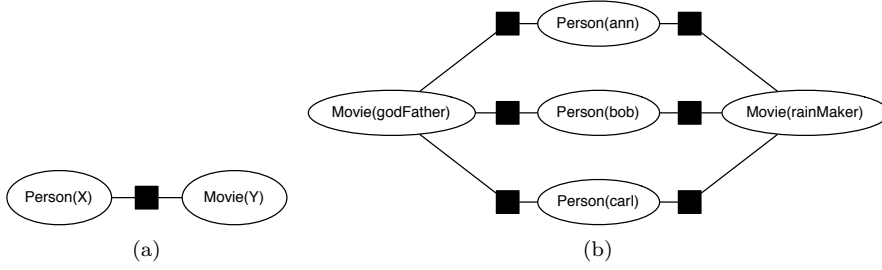 Person(ann)
Movie(godFather)
Person(bob)
Movie(rainMaker)
Person(X)
Movie(Y)
Person(carl)
(a)
(b)